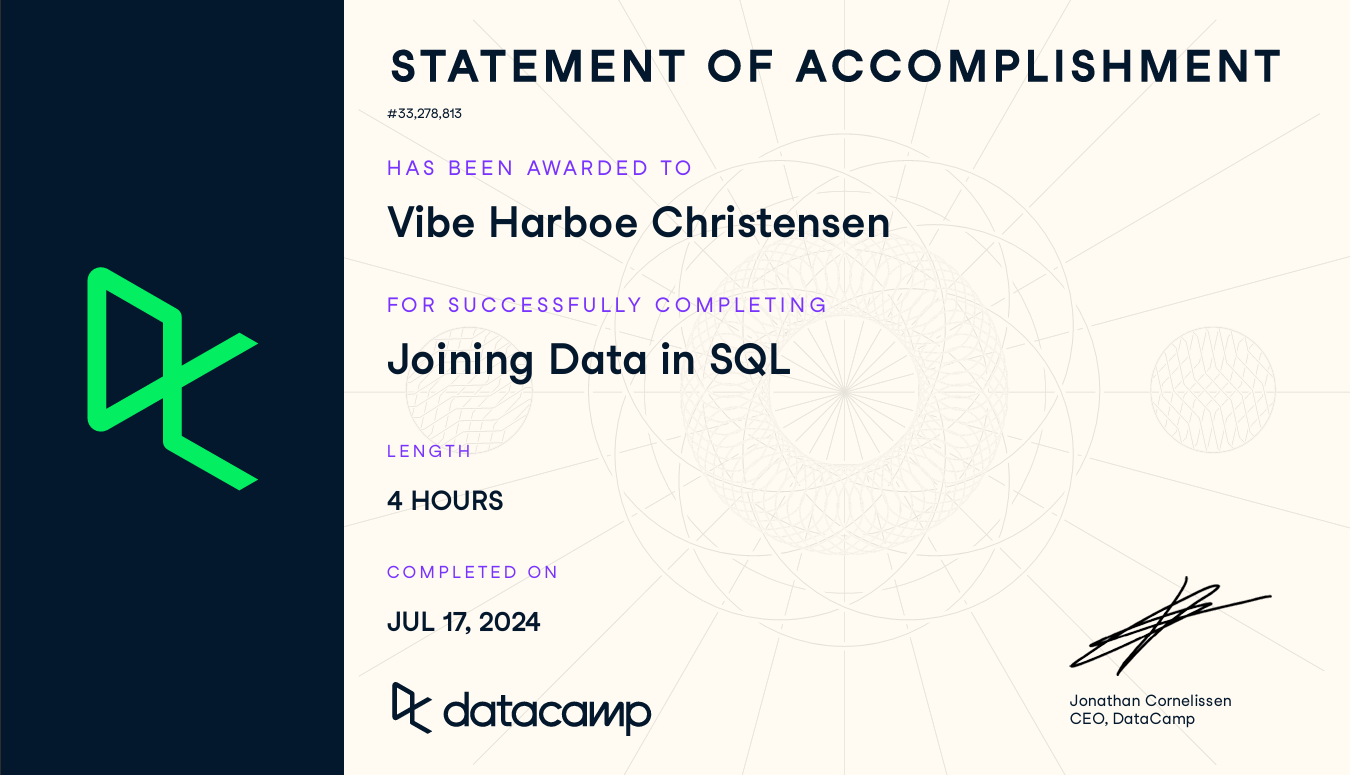 STATEMENT OF ACCOMPLISHMENT
#33,278,813
HAS BEEN AWARDED TO
Vibe Harboe Christensen
FOR SUCCESSFULLY COMPLETING
Joining Data in SQL
LENGTH
4 HOURS
COMPLETED ON
JUL 17, 2024
datacamp
Jonathan Cornelissen
CEO, DataCamp